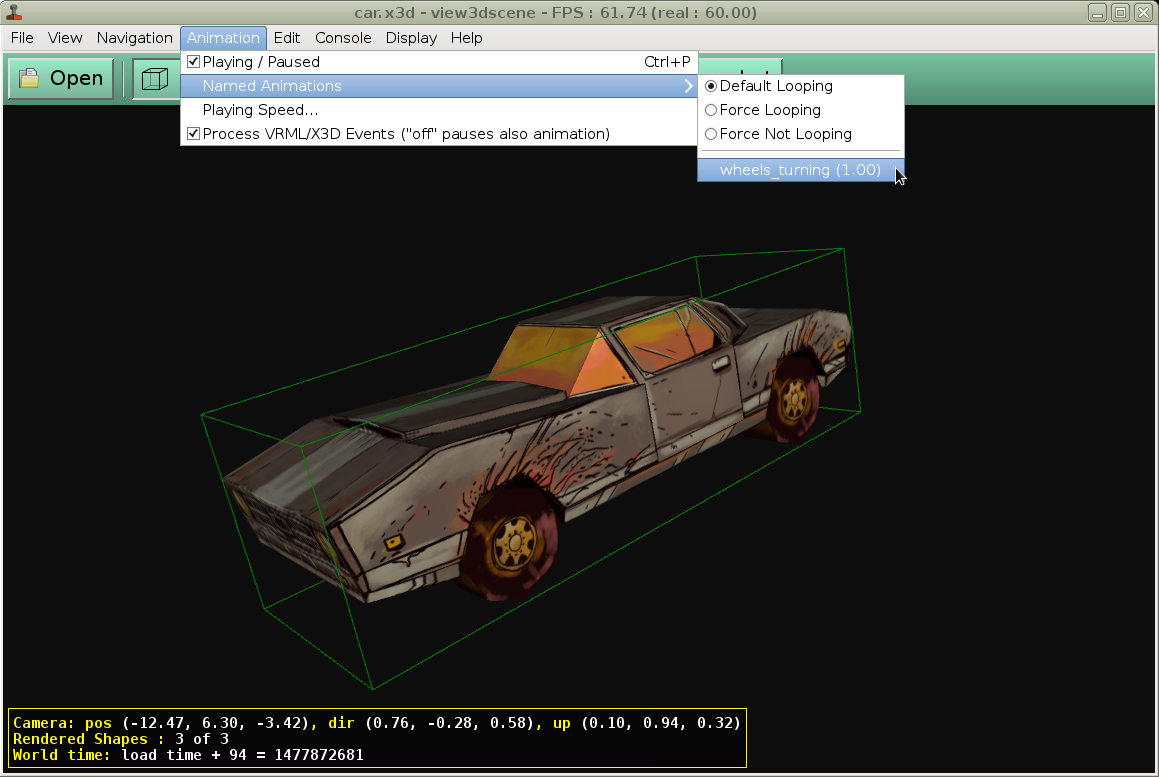 car.x3d - view3dscene - FPS : 61.74 (real : 60.00)
File View Navigation Animation Edit Console Display Help
Open
Playing / Paused Ctrl+P
Named Animations
Playing Speed...
Process VRML/X3D Events ("off" pauses also animation)
Default Looping
Force Looping
Force Not Looping
wheels_turning (1.00)
Camera: pos (-12.47, 6.30, -3.42), dir (0.76, -0.28, 0.58), up (0.10, 0.94, 0.32)
Rendered Shapes : 3 of 3
World time: load time + 94 = 1477872681